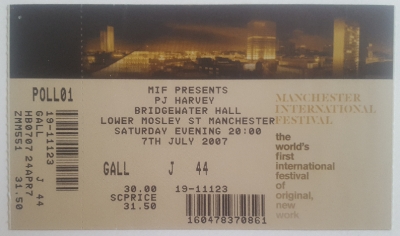 POLL01
19-11123
GALL J 44
HB0707 24APR7
ZMM551 31.50
MIF PRESENTS
PJ HARVEY
BRIDGEWATER HALL
LOWER MOSLEY ST MANCHESTER
SATURDAY EVENING 20:00
7TH JULY 2007
GALL J 44
30.00 19-11123
SCPRICE
31.50
160478370861
MANCHESTER
INTERNATIONAL
FESTIVAL
the
world's
first
international
festival
of
original,
new
work